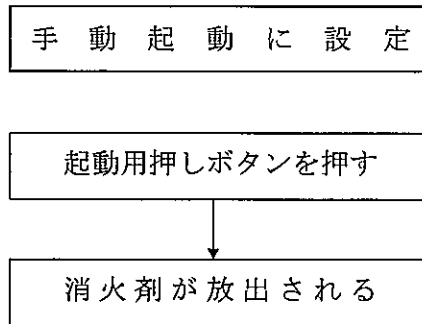 手動起動に設定
起動用押しボタンを押す
消火剤が放出される